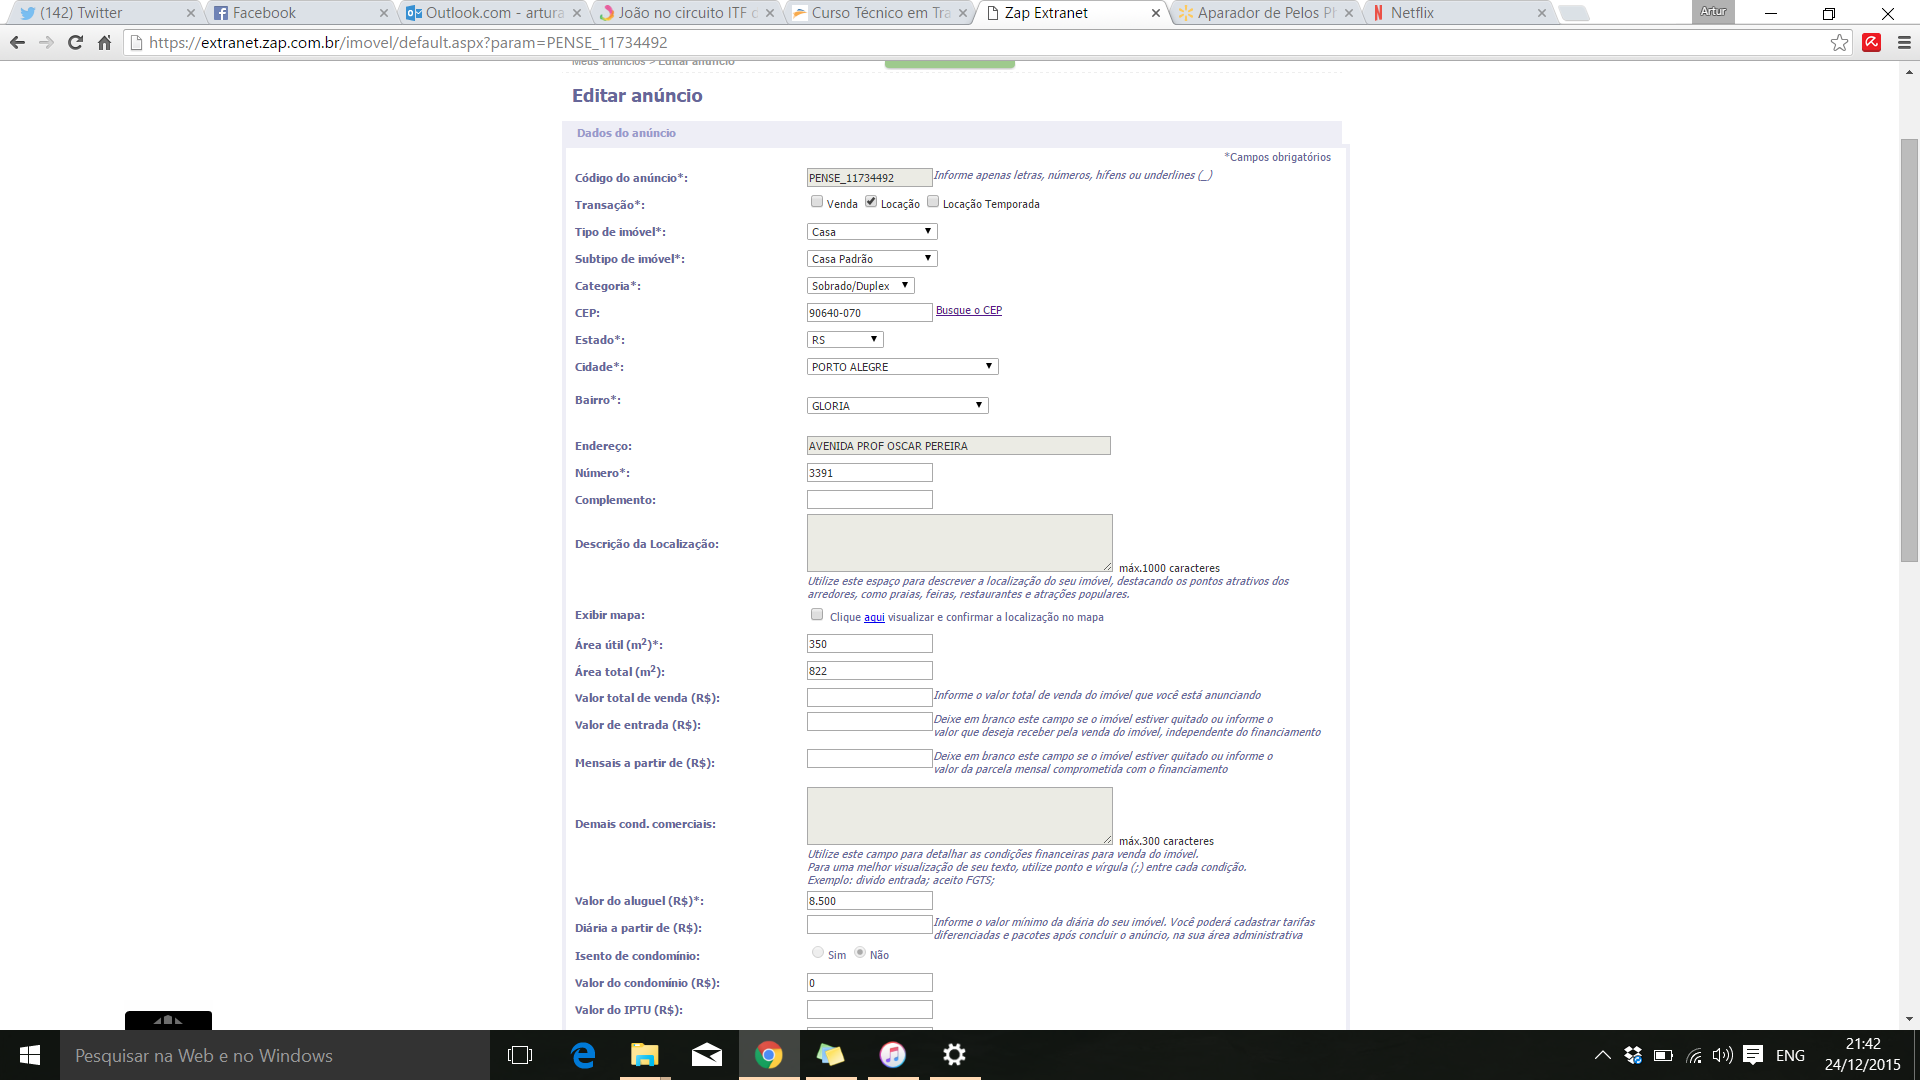 (142) Twitter
Facebook
Outlook.com - artura
João no circuito ITF c
Curso Técnico em Tra
Zap Extranet
Aparador de Pelos Ph
Netflix
Artur
https://extranet.zap.com.br/imovel/default.aspx?param=PENSE_11734492
Meus anúncios > Editar anúncio
Editar anúncio
Dados do anúncio
*Campos obrigatórios
Código do anúncio*: PENSE_11734492 Informe apenas letras, números, hífens ou underlines (_)
Transação*: Venda Locação Locação Temporada
Tipo de imóvel*: Casa
Subtipo de imóvel*: Casa Padrão
Categoria*: Sobrado/Duplex
CEP: 90640-070 Busque o CEP
Estado*: RS
Cidade*: PORTO ALEGRE
Bairro*: GLORIA
Endereço: AVENIDA PROF OSCAR PEREIRA
Número*: 3391
Complemento:
Descrição da Localização:
máx.1000 caracteres
Utilize este espaço para descrever a localização do seu imóvel, destacando os pontos atrativos dos
arredores, como praias, feiras, restaurantes e atrações populares.
Exibir mapa: Clique aqui visualizar e confirmar a localização no mapa
Área útil (m²)*: 350
Área total (m²): 822
Valor total de venda (R$): Informe o valor total de venda do imóvel que você está anunciando
Valor de entrada (R$): Deixe em branco este campo se o imóvel estiver quitado ou informe o
valor que deseja receber pela venda do imóvel, independente do financiamento
Mensais a partir de (R$): Deixe em branco este campo se o imóvel estiver quitado ou informe o
valor da parcela mensal comprometida com o financiamento
Demais cond. comerciais:
máx.300 caracteres
Utilize este campo para detalhar as condições financeiras para venda do imóvel.
Para uma melhor visualização de seu texto, utilize ponto e vírgula (;) entre cada condição.
Exemplo: divido entrada; aceito FGTS;
Valor do aluguel (R$)*: 8.500
Diária a partir de (R$): Informe o valor mínimo da diária do seu imóvel. Você poderá cadastrar tarifas
diferenciadas e pacotes após concluir o anúncio, na sua área administrativa
Isento de condomínio: Sim Não
Valor do condomínio (R$): 0
Valor do IPTU (R$):
Pesquisar na Web e no Windows
ENG
21:42
24/12/2015